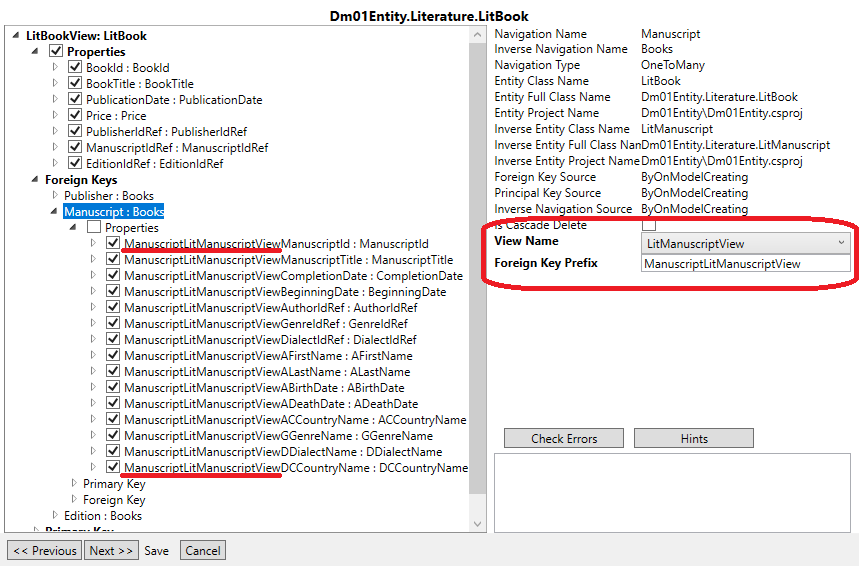 Dm01Entity.Literature.LitBook
LitBookView: LitBook
Properties
BookId : BookId
BookTitle : BookTitle
PublicationDate : PublicationDate
Price : Price
PublisherIdRef : PublisherIdRef
ManuscriptIdRef : ManuscriptIdRef
EditionIdRef : EditionIdRef
Foreign Keys
Publisher : Books
Manuscript : Books
Properties
ManuscriptLitManuscriptViewManuscriptId : ManuscriptId
ManuscriptLitManuscriptViewManuscriptTitle : ManuscriptTitle
ManuscriptLitManuscriptViewCompletionDate : CompletionDate
ManuscriptLitManuscriptViewBeginningDate : BeginningDate
ManuscriptLitManuscriptViewAuthorIdRef : AuthorIdRef
ManuscriptLitManuscriptViewGenreIdRef : GenreIdRef
ManuscriptLitManuscriptViewDialectIdRef : DialectIdRef
ManuscriptLitManuscriptViewAFirstName : AFirstName
ManuscriptLitManuscriptViewALastName : ALastName
ManuscriptLitManuscriptViewABirthDate : ABirthDate
ManuscriptLitManuscriptViewADeathDate : ADeathDate
ManuscriptLitManuscriptViewACCountryName : ACCountryName
ManuscriptLitManuscriptViewGGenreName : GGenreName
ManuscriptLitManuscriptViewDDialectName : DDialectName
ManuscriptLitManuscriptViewDCCountryName : DCCountryName
Primary Key
Foreign Key
Edition : Books
Primary Key
Navigation Name Manuscript
Inverse Navigation Name Books
Navigation Type OneToMany
Entity Class Name LitBook
Entity Full Class Name Dm01Entity.Literature.LitBook
Entity Project Name Dm01Entity\Dm01Entity.csproj
Inverse Entity Class Name LitManuscript
Inverse Entity Full Class Nam Dm01Entity.Literature.LitManuscript
Inverse Entity Project Name Dm01Entity\Dm01Entity.csproj
Foreign Key Source ByOnModelCreating
Principal Key Source ByOnModelCreating
Inverse Navigation Source ByOnModelCreating
Is Cascade Delete
View Name LitManuscriptView
Foreign Key Prefix ManuscriptLitManuscriptView
Check Errors Hints
<< Previous Next >> Save Cancel